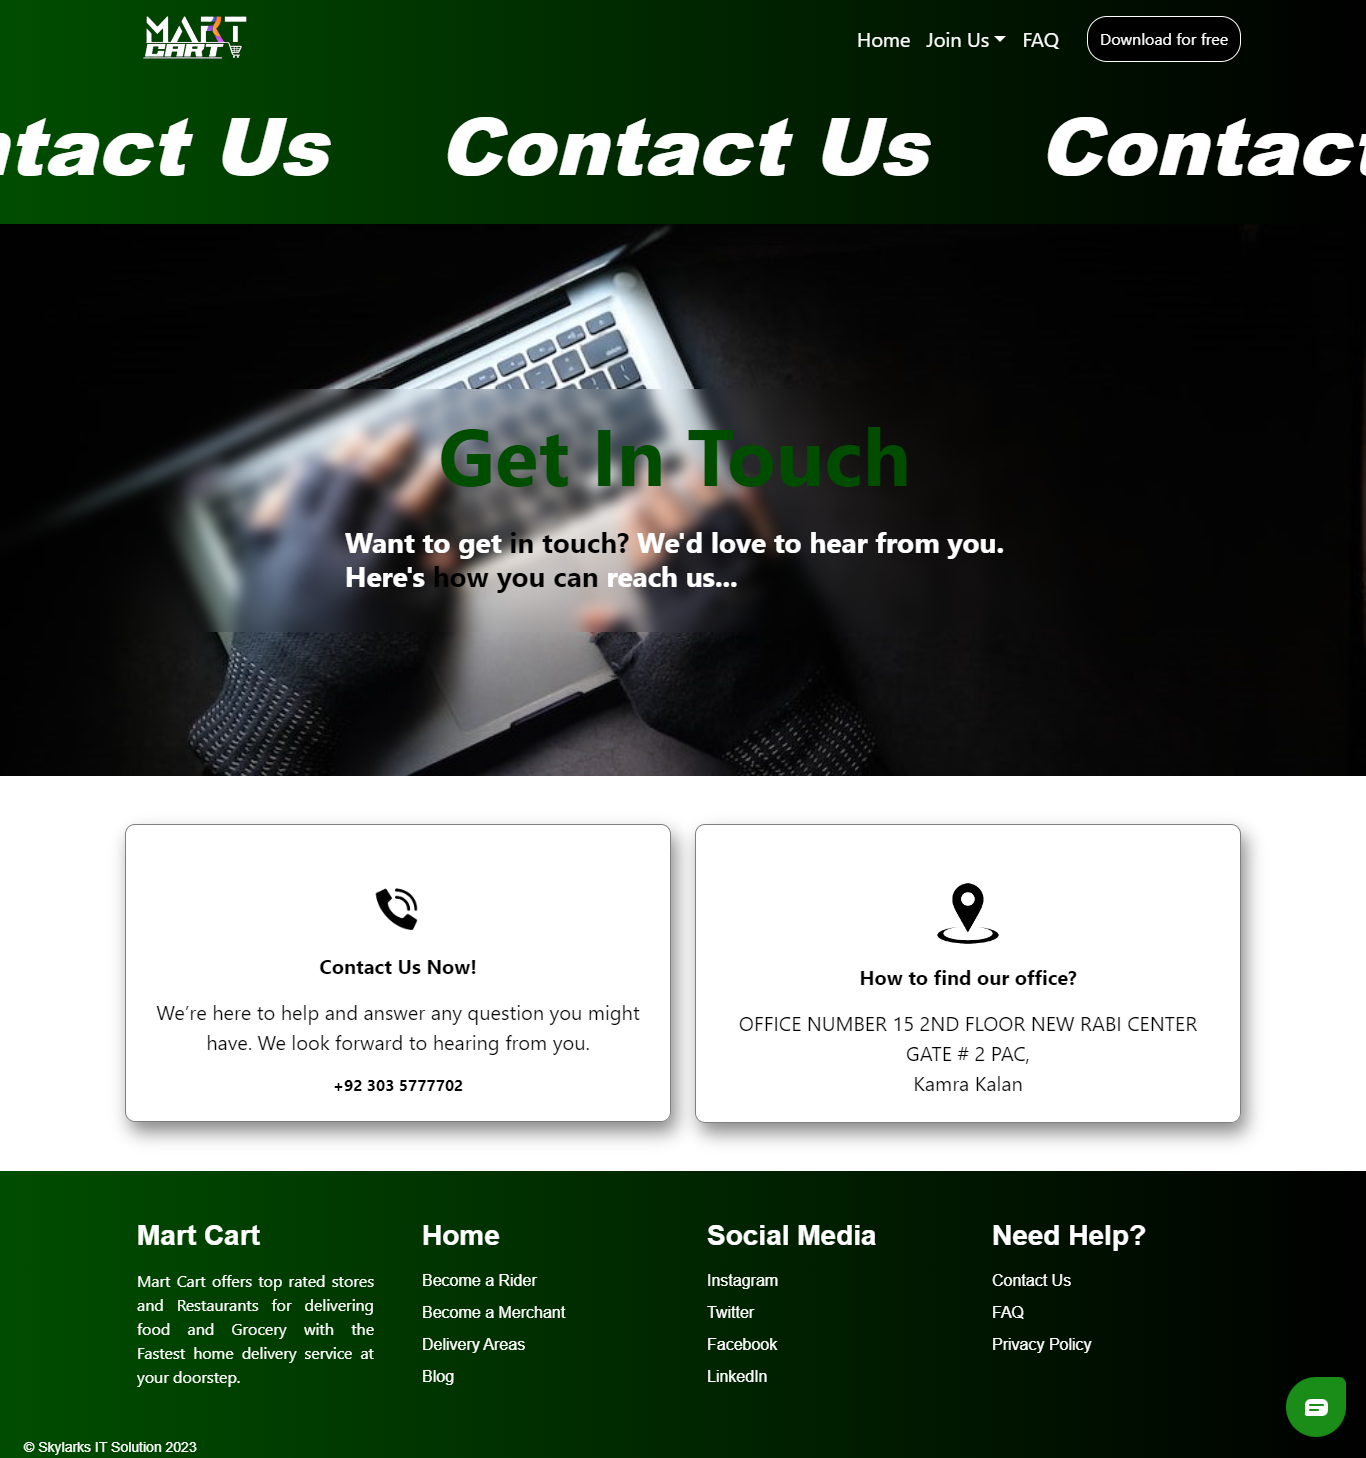 MART
CART
Home Join Us FAQ Download for free
ntact Us Contact Us Contact
Get In Touch
Want to get in touch? We'd love to hear from you.
Here's how you can reach us...
Contact Us Now!
We’re here to help and answer any question you might
have. We look forward to hearing from you.
+92 303 5777702
How to find our office?
OFFICE NUMBER 15 2ND FLOOR NEW RABI CENTER
GATE # 2 PAC,
Kamra Kalan
Mart Cart
Mart Cart offers top rated stores
and Restaurants for delivering
food and Grocery with the
Fastest home delivery service at
your doorstep.
Home
Become a Rider
Become a Merchant
Delivery Areas
Blog
Social Media
Instagram
Twitter
Facebook
LinkedIn
Need Help?
Contact Us
FAQ
Privacy Policy
© Skylarks IT Solution 2023